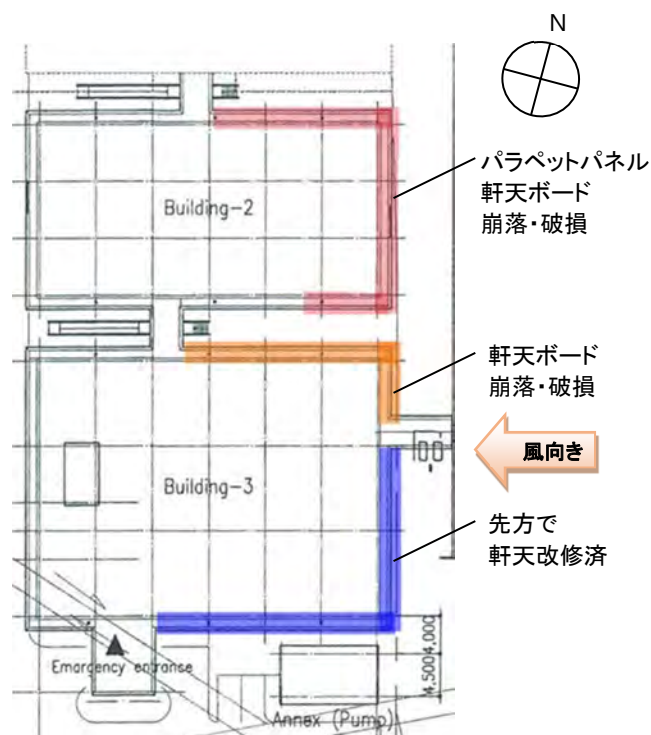 N
パラペットパネル
軒天ボード
崩落・破損
Building-2
軒天ボード
崩落・破損
風向き
Building-3
先方で
軒天改修済
4,000
4,500
Emargency entranse
Annex (Pump)